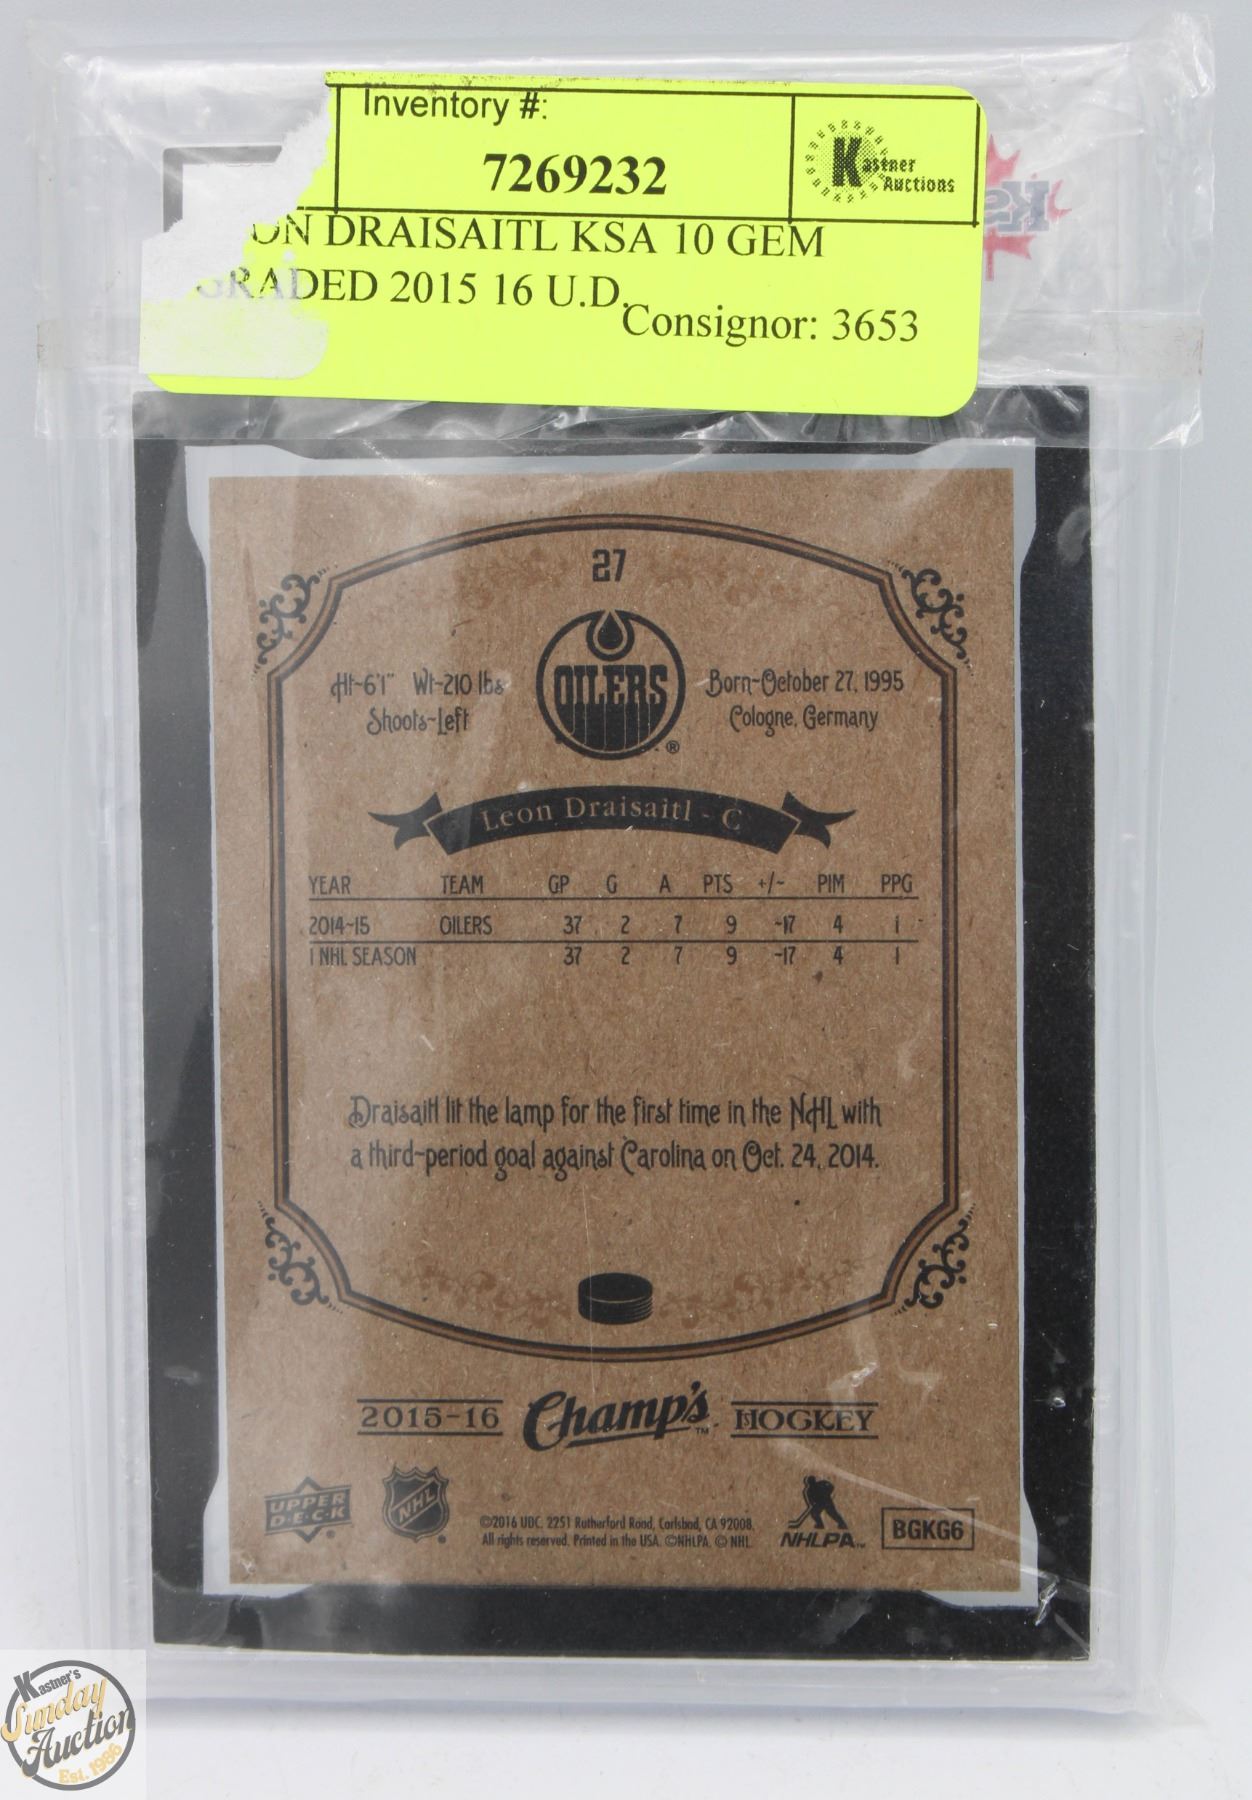 Inventory #:
7269232
Kastner
Auctions
ON DRAISAITL KSA 10 GEM
GRADED 2015 16 U.D.
Consignor: 3653
KSA
27
Ht~6'1" Wt~210 lbs
Shoots~Left
OILERS
®
Born~October 27, 1995
Cologne, Germany
Leon Draisaitl - C
YEAR TEAM GP G A PTS +/- PIM PPG
2014~15 OILERS 37 2 7 9 ~17 4 1
1 NHL SEASON 37 2 7 9 ~17 4 1
Draisaitl lit the lamp for the first time in the NHL with
a third~period goal against Carolina on Oct. 24, 2014.
2015-16 Champ's™ HOCKEY
UPPER
D·E·C·K
®
NHL
®
©2016 UDC. 2251 Rutherford Road, Carlsbad, CA 92008.
All rights reserved. Printed in the USA. ©NHLPA. © NHL.
NHLPA™
BGKG6
Kastner's
Sunday
Auction
Est. 1986